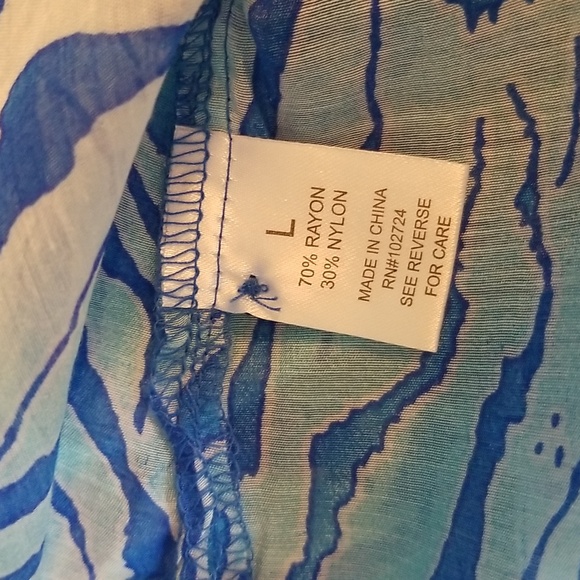 L
70% RAYON
30% NYLON
MADE IN CHINA
RN#102724
SEE REVERSE
FOR CARE